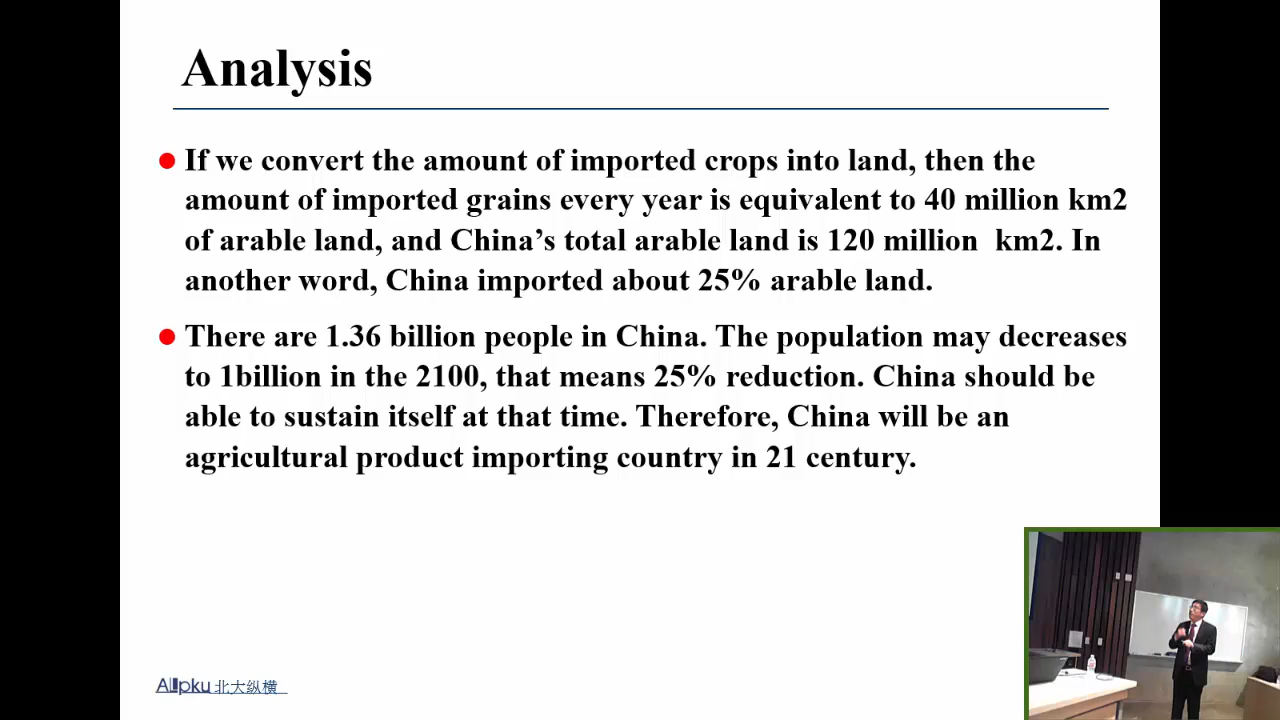 Analysis
If we convert the amount of imported crops into land, then the
amount of imported grains every year is equivalent to 40 million km2
of arable land, and China’s total arable land is 120 million  km2. In
another word, China imported about 25% arable land.
There are 1.36 billion people in China. The population may decreases
to 1billion in the 2100, that means 25% reduction. China should be
able to sustain itself at that time. Therefore, China will be an
agricultural product importing country in 21 century.
Allpku 北大纵横